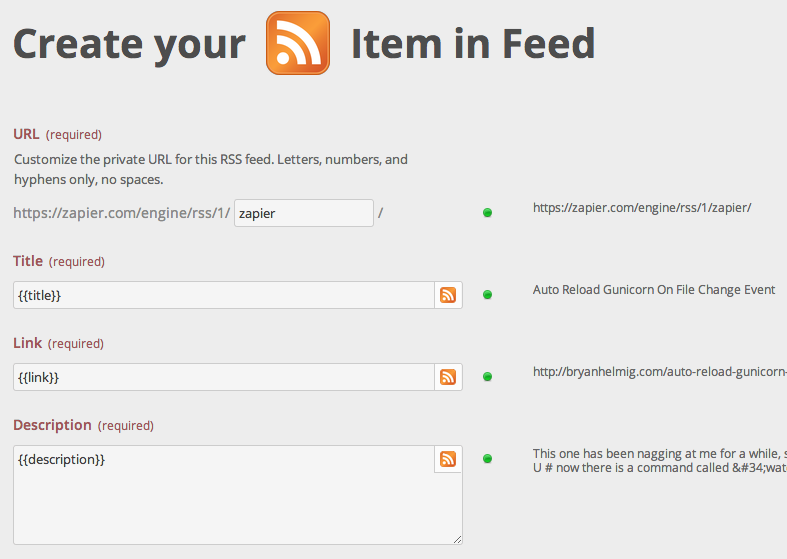 Create your Item in Feed
URL (required)
Customize the private URL for this RSS feed. Letters, numbers, and
hyphens only, no spaces.
https://zapier.com/engine/rss/1/ zapier / https://zapier.com/engine/rss/1/zapier/
Title (required)
{{title}} Auto Reload Gunicorn On File Change Event
Link (required)
{{link}} http://bryanhelmig.com/auto-reload-gunicorn-
Description (required)
{{description}} This one has been nagging at me for a while, s
U # now there is a command called &#34;wat